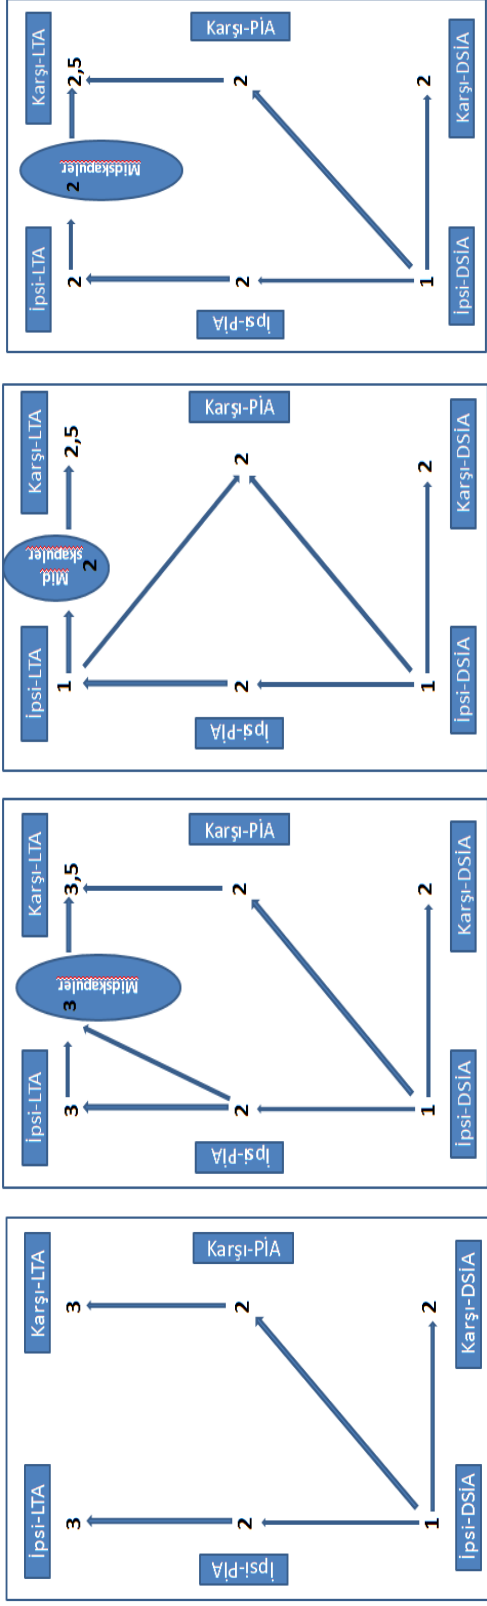 İpsi-LTA
Karşı-LTA
3
3
İpsi-PİA
2
2
Karşı-PİA
1
2
İpsi-DSİA
Karşı-DSİA
İpsi-LTA
Karşı-LTA
3
Midskapuler
3
3,5
İpsi-PİA
2
2
Karşı-PİA
1
2
İpsi-DSİA
Karşı-DSİA
İpsi-LTA
Karşı-LTA
1
Mid
skapuler
2
2,5
İpsi-PİA
2
2
Karşı-PİA
1
2
İpsi-DSİA
Karşı-DSİA
İpsi-LTA
Karşı-LTA
2
Midskapuler
2
2,5
İpsi-PİA
2
2
Karşı-PİA
1
2
İpsi-DSİA
Karşı-DSİA